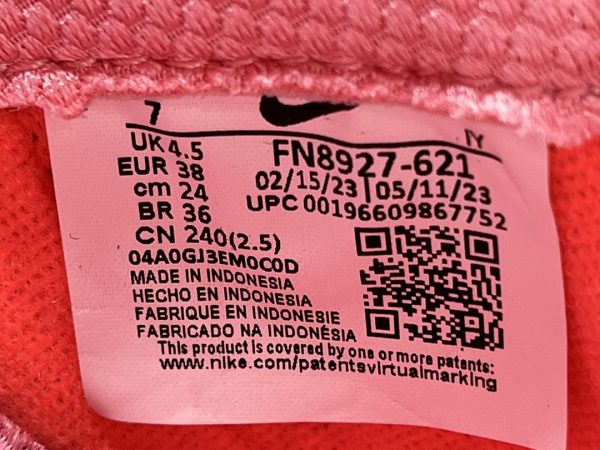 7
IY
UK 4.5
FN8927-621
EUR 38
02/15/23 | 05/11/23
cm 24
UPC 00196609867752
BR 36
CN 240(2.5)
04A0GJ3EM0C0D
MADE IN INDONESIA
HECHO EN INDONESIA
FABRIQUE EN INDONESIE
FABRICADO NA INDONÉSIA
This product is covered by one or more patents:
www.nike.com/patentsvirtualmarking